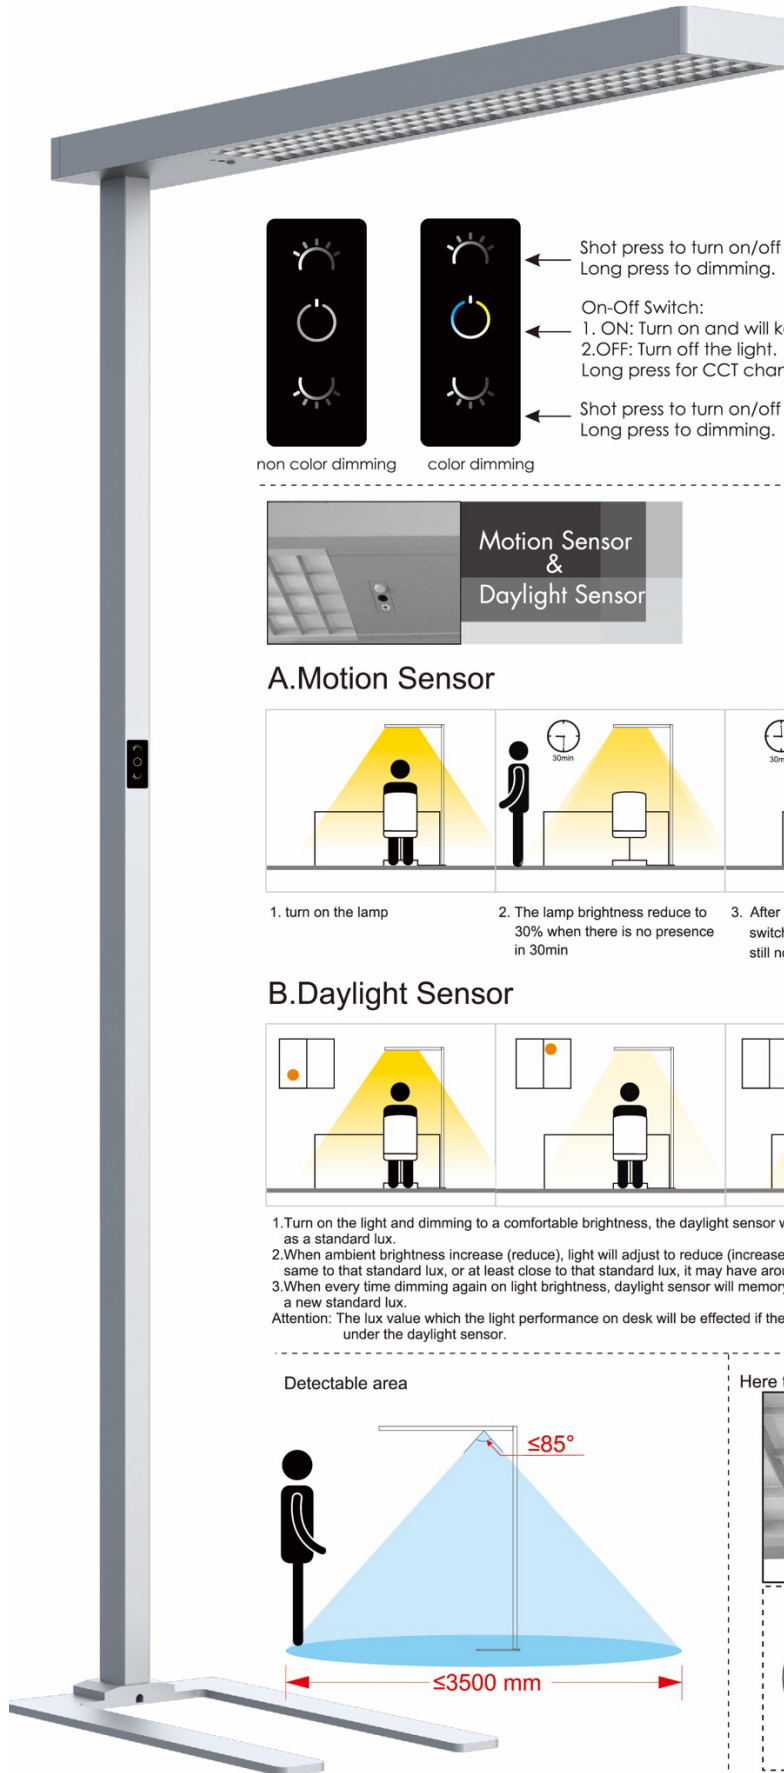 Shot press to turn on/off
Long press to dimming.
On-Off Switch:
1. ON: Turn on and will
2.OFF: Turn off the light.
Long press for CCT
Shot press to turn on/off
Long press to dimming.
non color dimming
color dimming
Motion Sensor
&
Daylight Sensor
A.Motion Sensor
30min
1. turn on the lamp
2. The lamp brightness reduce to
30% when there is no presence
in 30min
3. After
still
B.Daylight Sensor
1.Turn on the light and dimming to a comfortable brightness, the daylight sensor
as a standard lux.
2.When ambient brightness increase (reduce), light will adjust to reduce (increase
same to that standard lux, or at least close to that standard lux, it may have
3.When every time dimming again on light brightness, daylight sensor will memory
a new standard lux.
Attention: The lux value which the light performance on desk will be effected if the
under the daylight sensor.
Detectable area
≤85°
≤3500 mm
Here